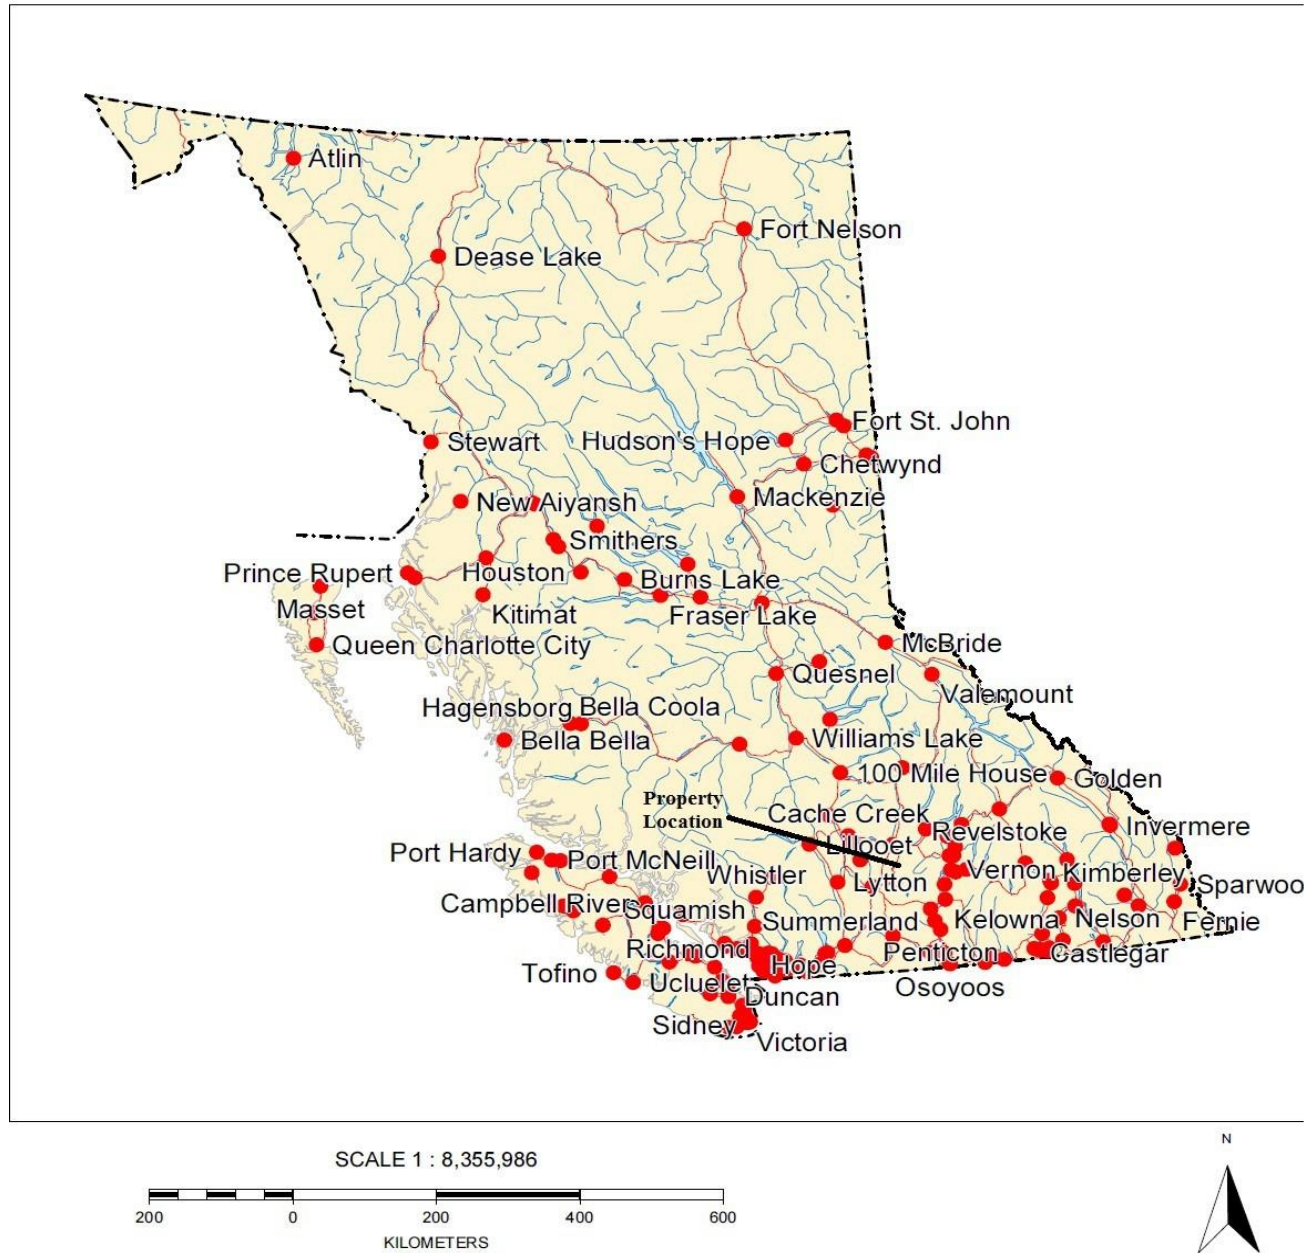 Atlin
Fort Nelson
Dease Lake
Fort St. John
Hudson's Hope
Stewart
Chetwynd
Mackenzie
New Aiyansh
Smithers
Prince Rupert
Houston
Burns Lake
Masset
Kitimat
Fraser Lake
Queen Charlotte City
McBride
Quesnel
Valemount
Hagensborg
Bella Coola
Bella Bella
Williams Lake
100 Mile House
Golden
Property
Location
Cache Creek
Revelstoke
Invermere
Lillooet
Port Hardy
Port McNeill
Whistler
Vernon
Kimberley
Lytton
Sparwoo
Campbell River
Squamish
Summerland
Kelowna
Nelson
Fernie
Richmond
Hope
Penticton
Castlegar
Tofino
Ucluelet
Osoyoos
Duncan
Sidney
Victoria
SCALE 1 : 8,355,986
200 0 200 400 600
KILOMETERS
N